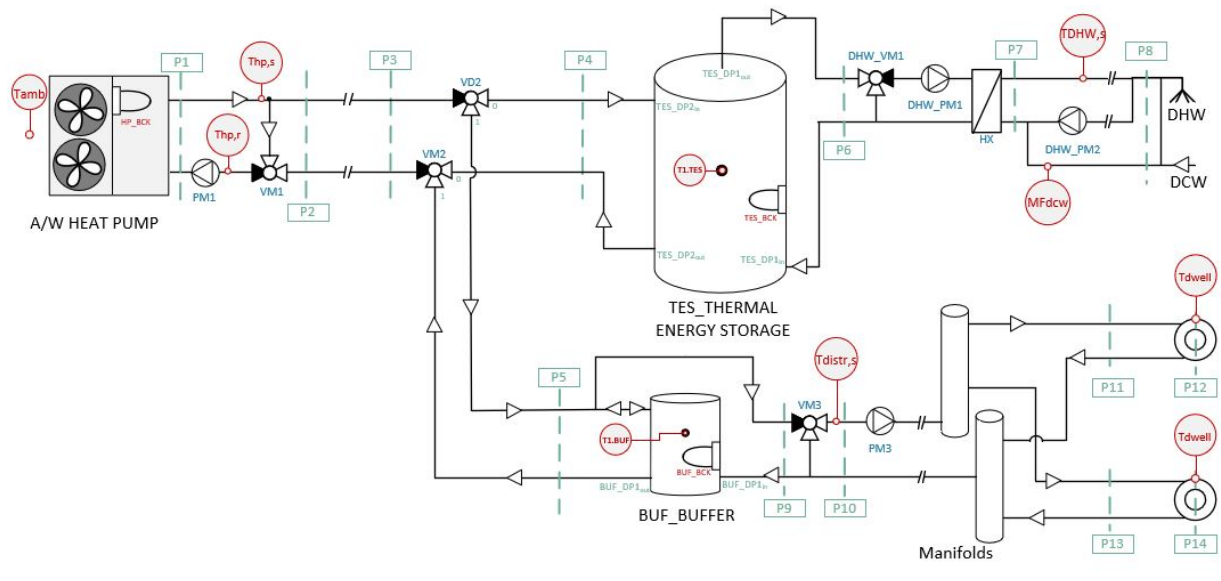 P1
Thp,s
P3
P4
TES_DP1out
DHW_VM1
P7
TDHW,s
P8
Tamb
HP_BCK
VD2
0
1
TES_DP2in
DHW_PM1
DHW
Thp,r
P6
HX
DHW_PM2
VM2
0
1
T1.TES
DCW
PM1
VM1
P2
TES_BCK
MFdcw
A/W HEAT PUMP
TES_DP2out
TES_DP1in
TES_THERMAL
ENERGY STORAGE
Tdwell
Tdistr,s
P5
P11
P12
VM3
T1.BUF
PM3
BUF_BCK
Tdwell
BUF_DP1out
BUF_DP1in
P9
P10
BUF_BUFFER
P13
P14
Manifolds